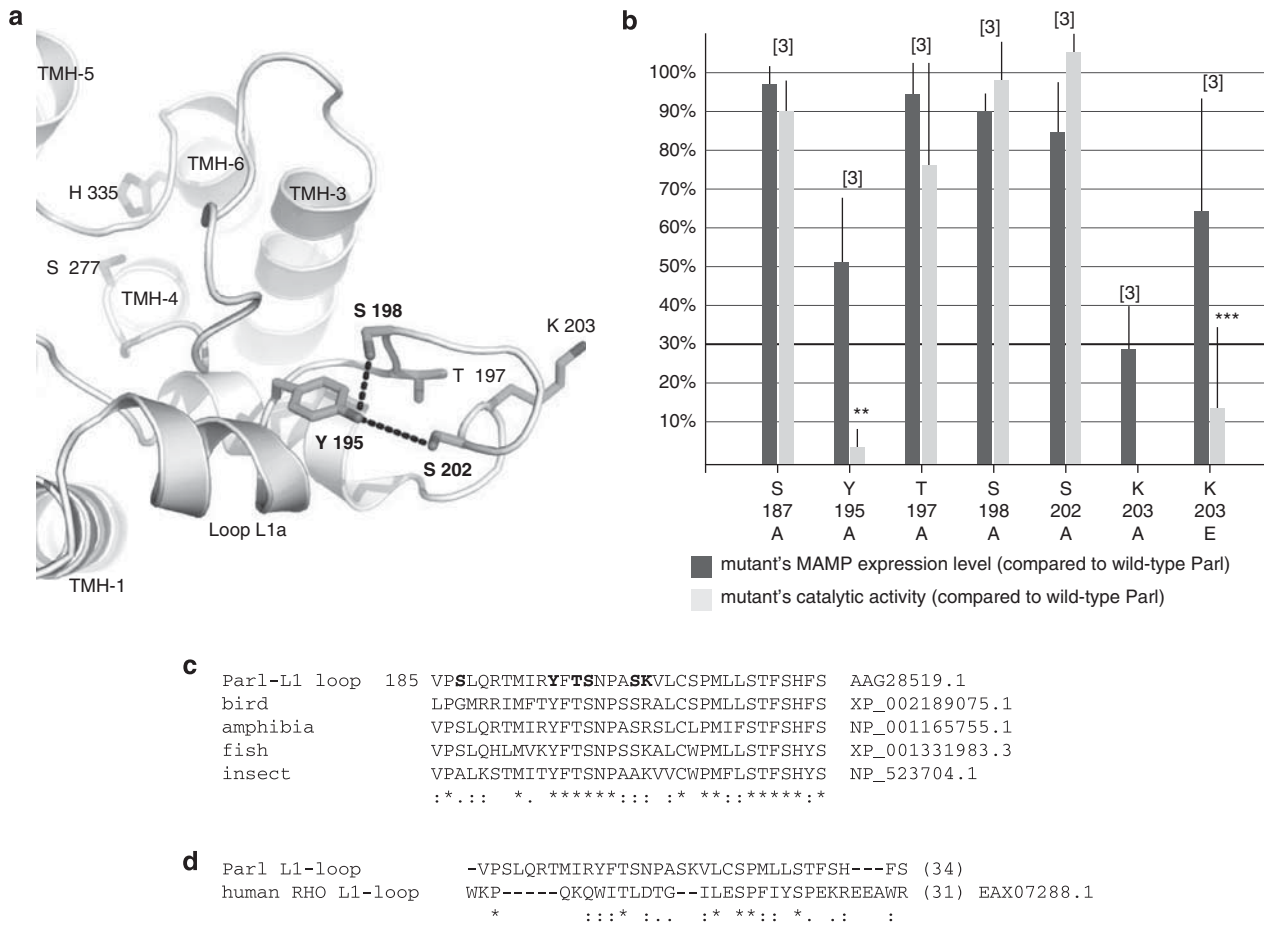 a
TMH-5
TMH-6
H 335
TMH-3
S 277
TMH-4
S 198
K 203
T 197
Y 195
S 202
Loop L1a
TMH-1
b
[3] [3] [3] [3] [3] [3] [3]
100%
90%
80%
70%
60%
50%
40%
30%
20%
10%
** ***
S Y T S S K K
187 195 197 198 202 203 203
A A A A A A E
mutant's MAMP expression level (compared to wild-type Parl)
mutant's catalytic activity (compared to wild-type Parl)
c
Parl-L1 loop 185 VPSLQRTMIRYFTSNPASKVLCSPMLLSTFSHFS AAG28519.1
bird LPGMRRIMFTYFTSNPSSRALCSPMLLSTFSHFS XP_002189075.1
amphibia VPSLQRTMIRYFTSNPASRSLCLPMIFSTFSHFS NP_001165755.1
fish VPSLQHLMVKYFTSNPSSKALCWPMLLSTFSHYS XP_001331983.3
insect VPALKSTMITYFTSNPAAKVVCWPMFLSTFSHYS NP_523704.1
:*.:: *. ******::: :* **::*****:*
d
Parl L1-loop -VPSLQRTMIRYFTSNPASKVLCSPMLLSTFSH---FS (34)
human RHO L1-loop WKP-----QKQWITLDTG--ILESPFIYSPEKREEAWR (31) EAX07288.1
* :::* :.. :* **:: *. .: :